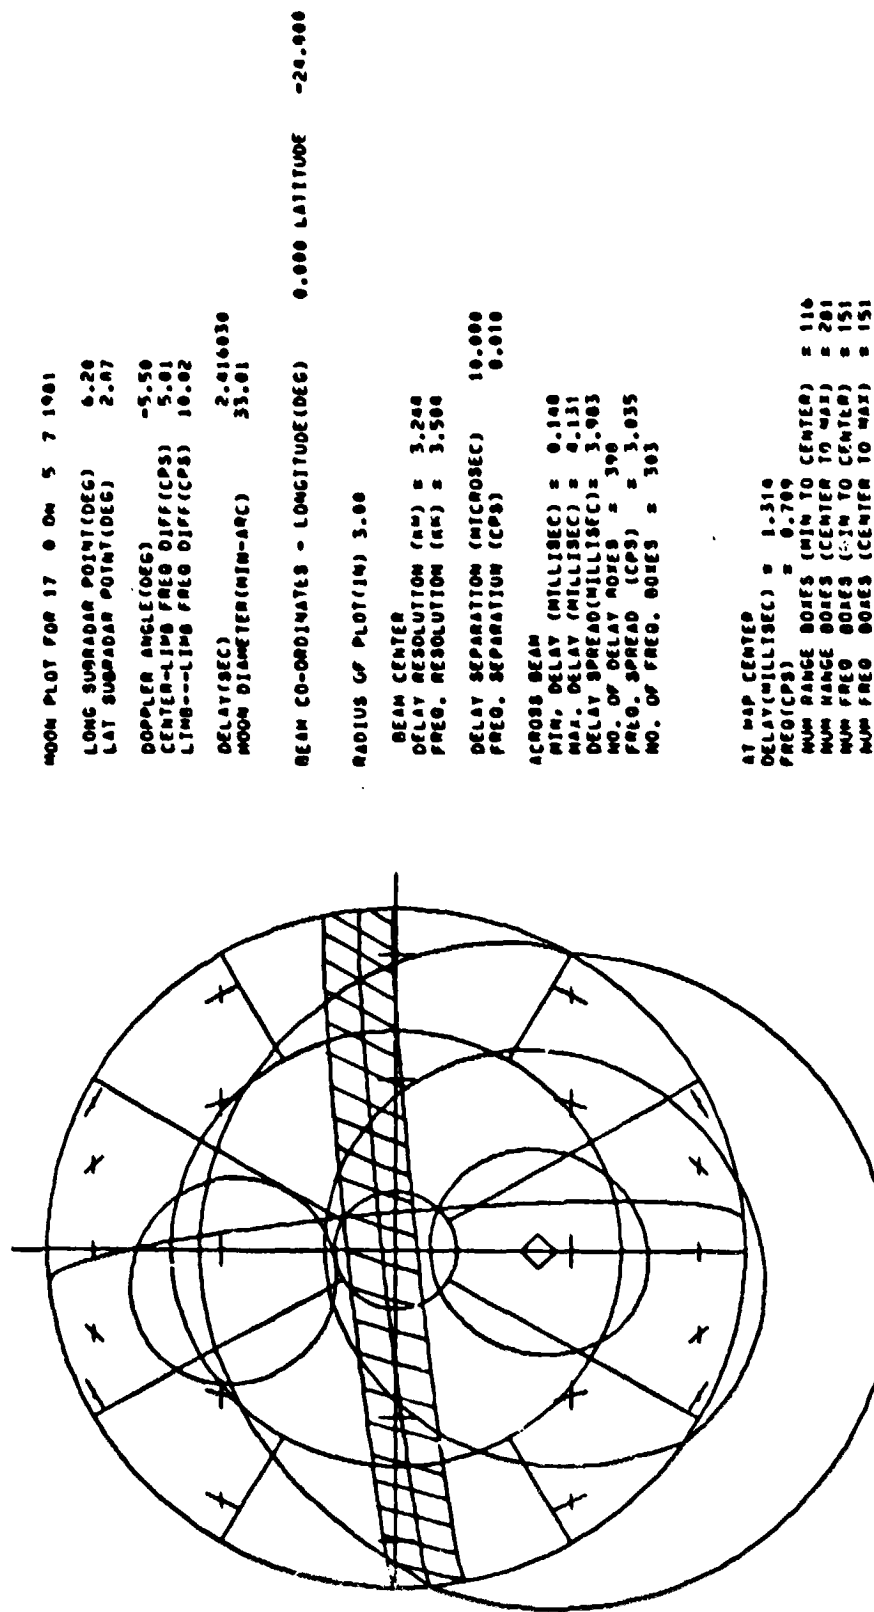 MOON PLOT FOR 17 0 ON 5 7 1981
LONG SUBRADAR POINT(DEG) 6.20
LAT SUBRADAR POINT(DEG) 2.87
DOPPLER ANGLE(DEG) -5.50
CENTER-LIMB FREQ DIFF(CPS) 5.01
LIMB---LIMB FREQ DIFF(CPS) 10.02
DELAY(SEC) 2.416030
MOON DIAMETER(MIN-ARC) 33.01
BEAM CO-ORDINATES - LONGITUDE(DEG) 0.000 LATITUDE -24.000
RADIUS OF PLOT(IN) 3.00
BEAM CENTER
DELAY RESOLUTION (KM) = 3.244
FREQ. RESOLUTION (KM) = 3.504
DELAY SEPARATION (MICROSEC) 10.000
FREQ. SEPARATION (CPS) 0.010
ACROSS BEAM
MIN. DELAY (MILLISEC) = 0.148
MAX. DELAY (MILLISEC) = 4.131
DELAY SPREAD(MILLISEC)= 3.983
NO. OF DELAY BOXES = 398
FREQ. SPREAD (CPS) = 3.035
NO. OF FREQ. BOXES = 303
AT MAP CENTER
DELAY(MILLISEC) = 1.314
FREQ(CPS) = 0.709
NUM RANGE BOXES (MIN TO CENTER) = 116
NUM RANGE BOXES (CENTER TO MAX) = 281
NUM FREQ BOXES (MIN TO CENTER) = 151
NUM FREQ BOXES (CENTER TO MAX) = 151